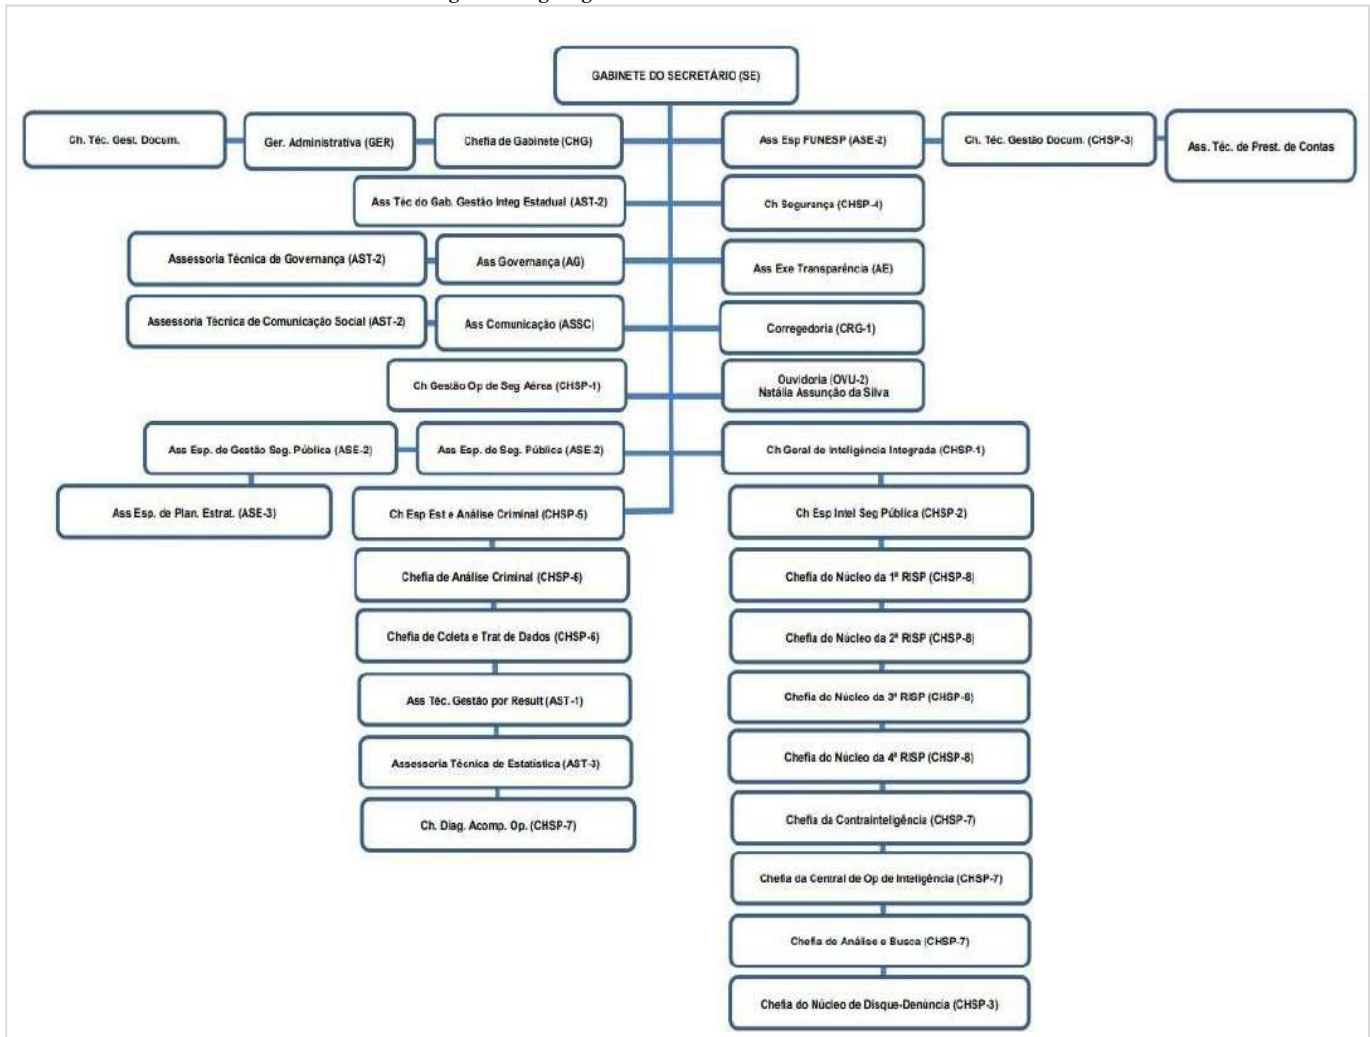 GABINETE DO SECRETÁRIO (SE)
Ch. Téc. Gest. Docum.
Ger. Administrativa (GER)
Chefia de Gabinete (CHG)
Ass Esp FUNESP (ASE-2)
Ch. Téc. Gestão Docum. (CHSP-3)
Ass. Téc. de Prest. de Contas
Ass Téc do Gab. Gestão Integ Estadual (AST-2)
Ch Segurança (CHSP-4)
Assessoria Técnica de Governança (AST-2)
Ass Governança (AG)
Ass Exe Transparência (AE)
Assessoria Técnica de Comunicação Social (AST-2)
Ass Comunicação (ASSC)
Corregedoria (CRG-1)
Ch Gestão Op de Seg Aérea (CHSP-1)
Ouvidoria (OVU-2)
Natália Assunção da Silva
Ass Esp. de Gestão Seg. Pública (ASE-2)
Ass Esp. de Seg. Pública (ASE-2)
Ch Geral de Inteligência Integrada (CHSP-1)
Ass Esp. de Plan. Estrat. (ASE-3)
Ch Esp Est e Análise Criminal (CHSP-5)
Ch Esp Intel Seg Pública (CHSP-2)
Chefia de Análise Criminal (CHSP-6)
Chefia do Núcleo da 1ª RISP (CHSP-8)
Chefia de Coleta e Trat de Dados (CHSP-6)
Chefia do Núcleo da 2ª RISP (CHSP-8)
Ass Téc. Gestão por Result (AST-1)
Chefia do Núcleo da 3ª RISP (CHSP-8)
Assessoria Técnica de Estatística (AST-3)
Chefia do Núcleo da 4ª RISP (CHSP-8)
Ch. Diag. Acomp. Op. (CHSP-7)
Chefia da Contrainteligência (CHSP-7)
Chefia da Central de Op de Inteligência (CHSP-7)
Chefia de Análise e Busca (CHSP-7)
Chefia do Núcleo de Disque-Denúncia (CHSP-3)